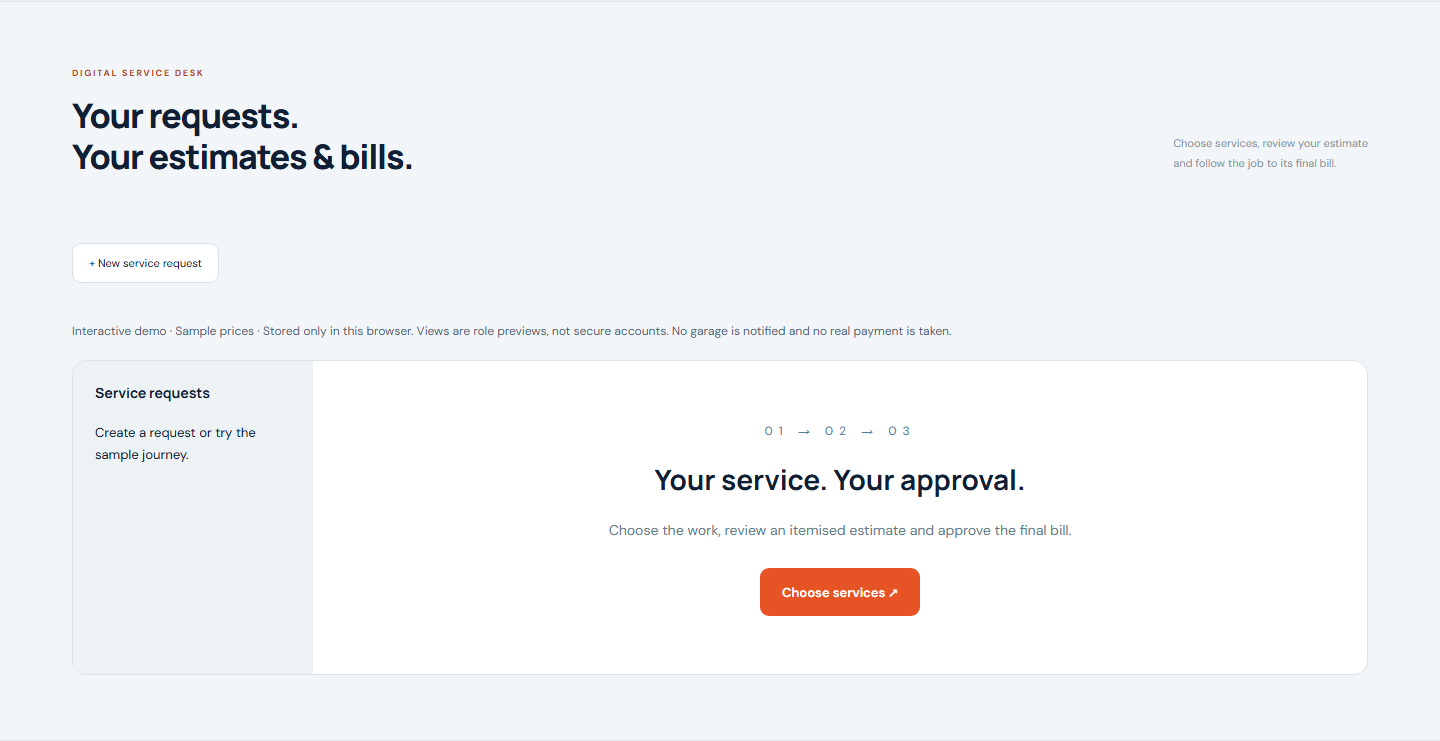 DIGITAL SERVICE DESK
Your requests.
Your estimates & bills.
Choose services, review your estimate
and follow the job to its final bill.
+ New service request
Interactive demo · Sample prices · Stored only in this browser. Views are role previews, not secure accounts. No garage is notified and no real payment is taken.
Service requests
Create a request or try the
sample journey.
01 → 02 → 03
Your service. Your approval.
Choose the work, review an itemised estimate and approve the final bill.
Choose services ↗